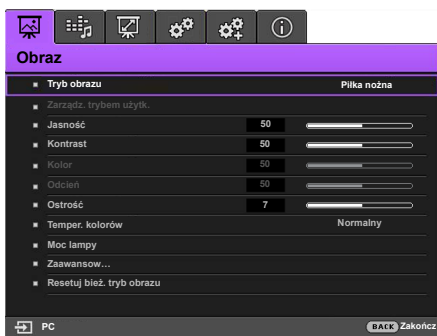 Obraz
Tryb obrazu Piłka nożna
Zarządz. trybem użytk.
Jasność 50
Kontrast 50
Kolor 50
Odcień 50
Ostrość 7
Temper. kolorów Normalny
Moc lampy
Zaawansow...
Resetuj bież. tryb obrazu
PC BACK Zakończ